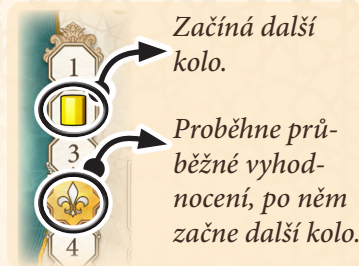 Začíná další
kolo.
1
Proběhne prů-
běžné vyhod-
nocení, po něm
začne další kolo.
3
4